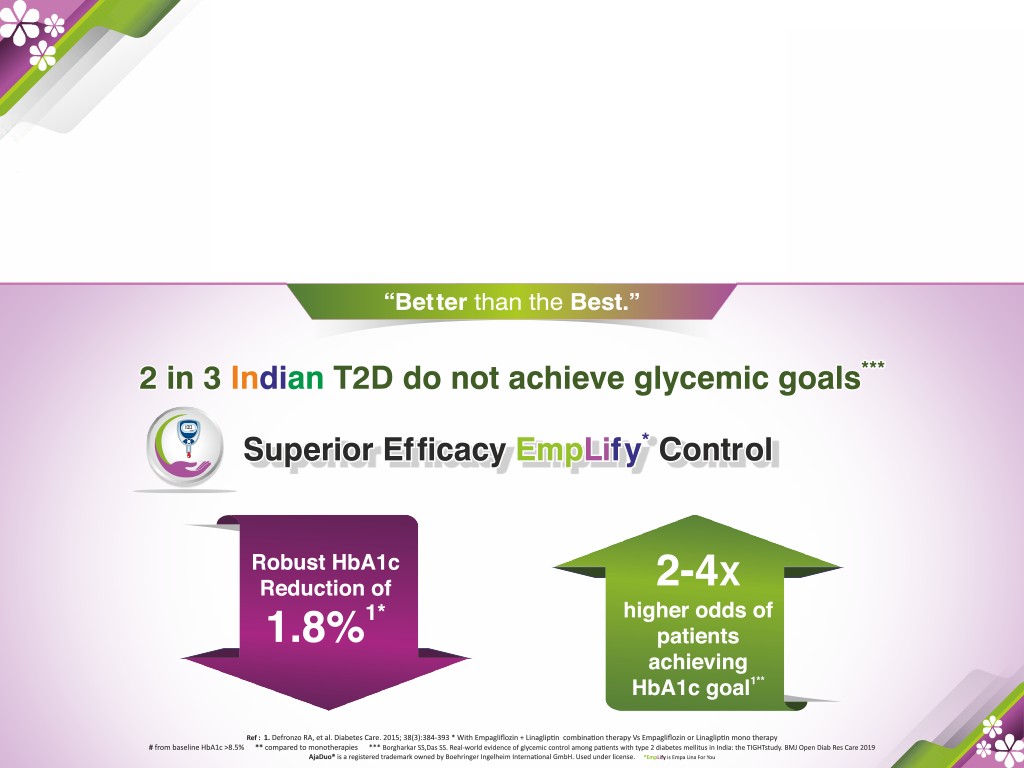 “Better than the Best.”
2 in 3 Indian T2D do not achieve glycemic goals***
Superior Efficacy EmpLify* Control
Robust HbA1c
Reduction of
1.8%1*
2-4x
higher odds of
patients
achieving
HbA1c goal1**
Ref : 1. Defronzo RA, et al. Diabetes Care. 2015; 38(3):384-393 * With Empagliflozin + Linagliptin combination therapy Vs Empagliflozin or Linagliptin mono therapy
# from baseline HbA1c >8.5% ** compared to monotherapies *** Borgharkar SS,Das SS. Real-world evidence of glycemic control among patients with type 2 diabetes mellitus in India: the TIGHTstudy. BMJ Open Diab Res Care 2019
AjaDuo® is a registered trademark owned by Boehringer Ingelheim International GmbH. Used under license. *EmpLify is Empa Lina For You